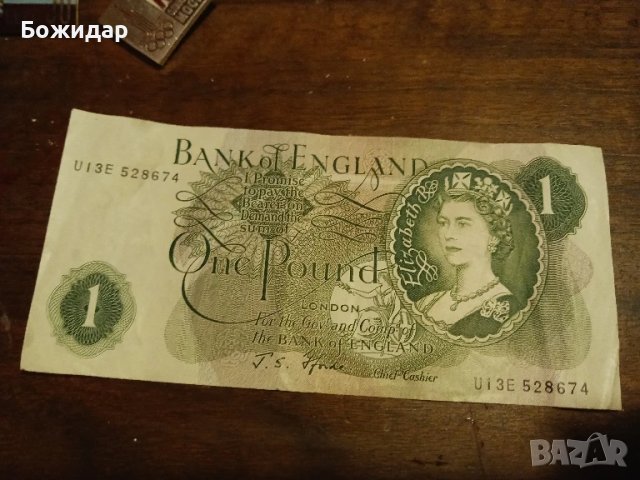 Божидар
BANK of ENGLAND
U13E 528674
I Promise
to pay the
Bearer on
Demand the
sum of
One Pound
1
1
Elizabeth R
LONDON
For the Gov.r and Comp.a of
the BANK of ENGLAND
J. S. Fforde
Chief Cashier
U13E 528674
BAZAR